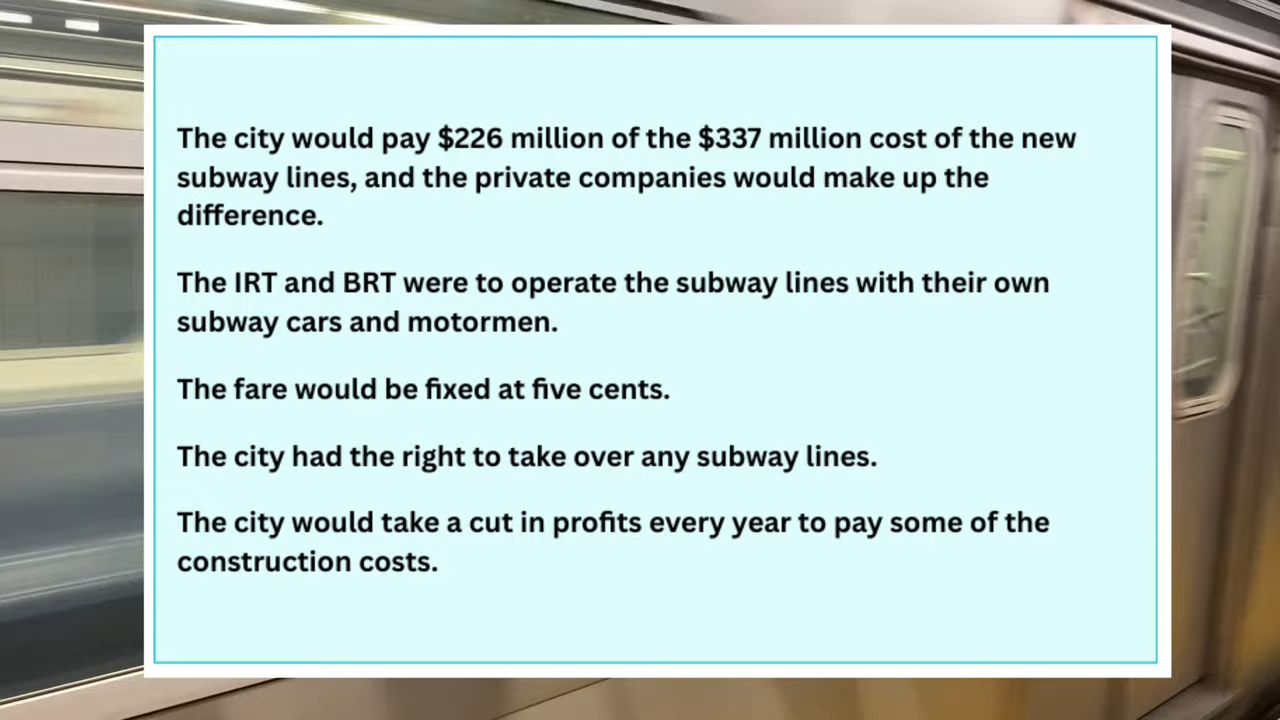 The city would pay $226 million of the $337 million cost of the new
subway lines, and the private companies would make up the
difference.
The IRT and BRT were to operate the subway lines with their own
subway cars and motormen.
The fare would be fixed at five cents.
The city had the right to take over any subway lines.
The city would take a cut in profits every year to pay some of the
construction costs.